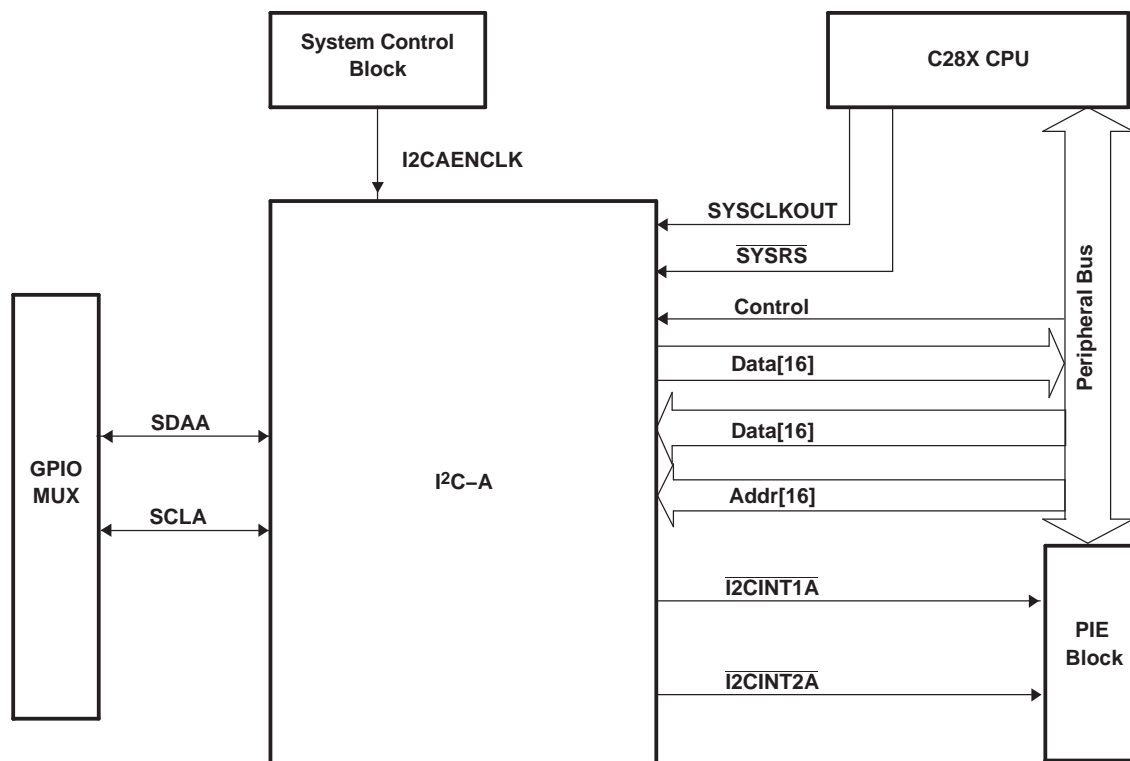 System Control
Block
C28X CPU
I2CAENCLK
SYSCLKOUT
SYSRS
Control
Data[16]
Data[16]
Addr[16]
Peripheral Bus
SDAA
SCLA
GPIO
MUX
I²C–A
I2CINT1A
I2CINT2A
PIE
Block